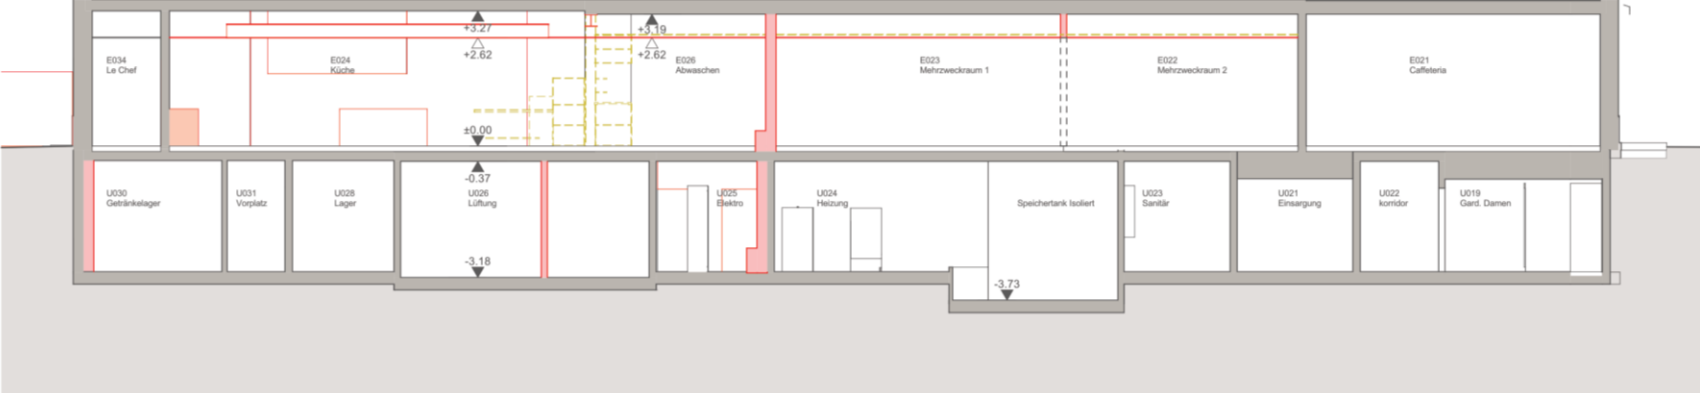 +3.27
+2.62
+3.19
+2.62
E034
Le Chef
E024
Küche
E026
Abwaschen
E023
Mehrzweckraum 1
E022
Mehrzweckraum 2
E021
Caffeteria
±0.00
-0.37
U030
Getränkelager
U031
Vorplatz
U028
Lager
U026
Lüftung
U025
Elektro
U024
Heizung
Speichertank Isoliert
U023
Sanitär
U021
Einsargung
U022
korridor
U019
Gard. Damen
-3.18
-3.73